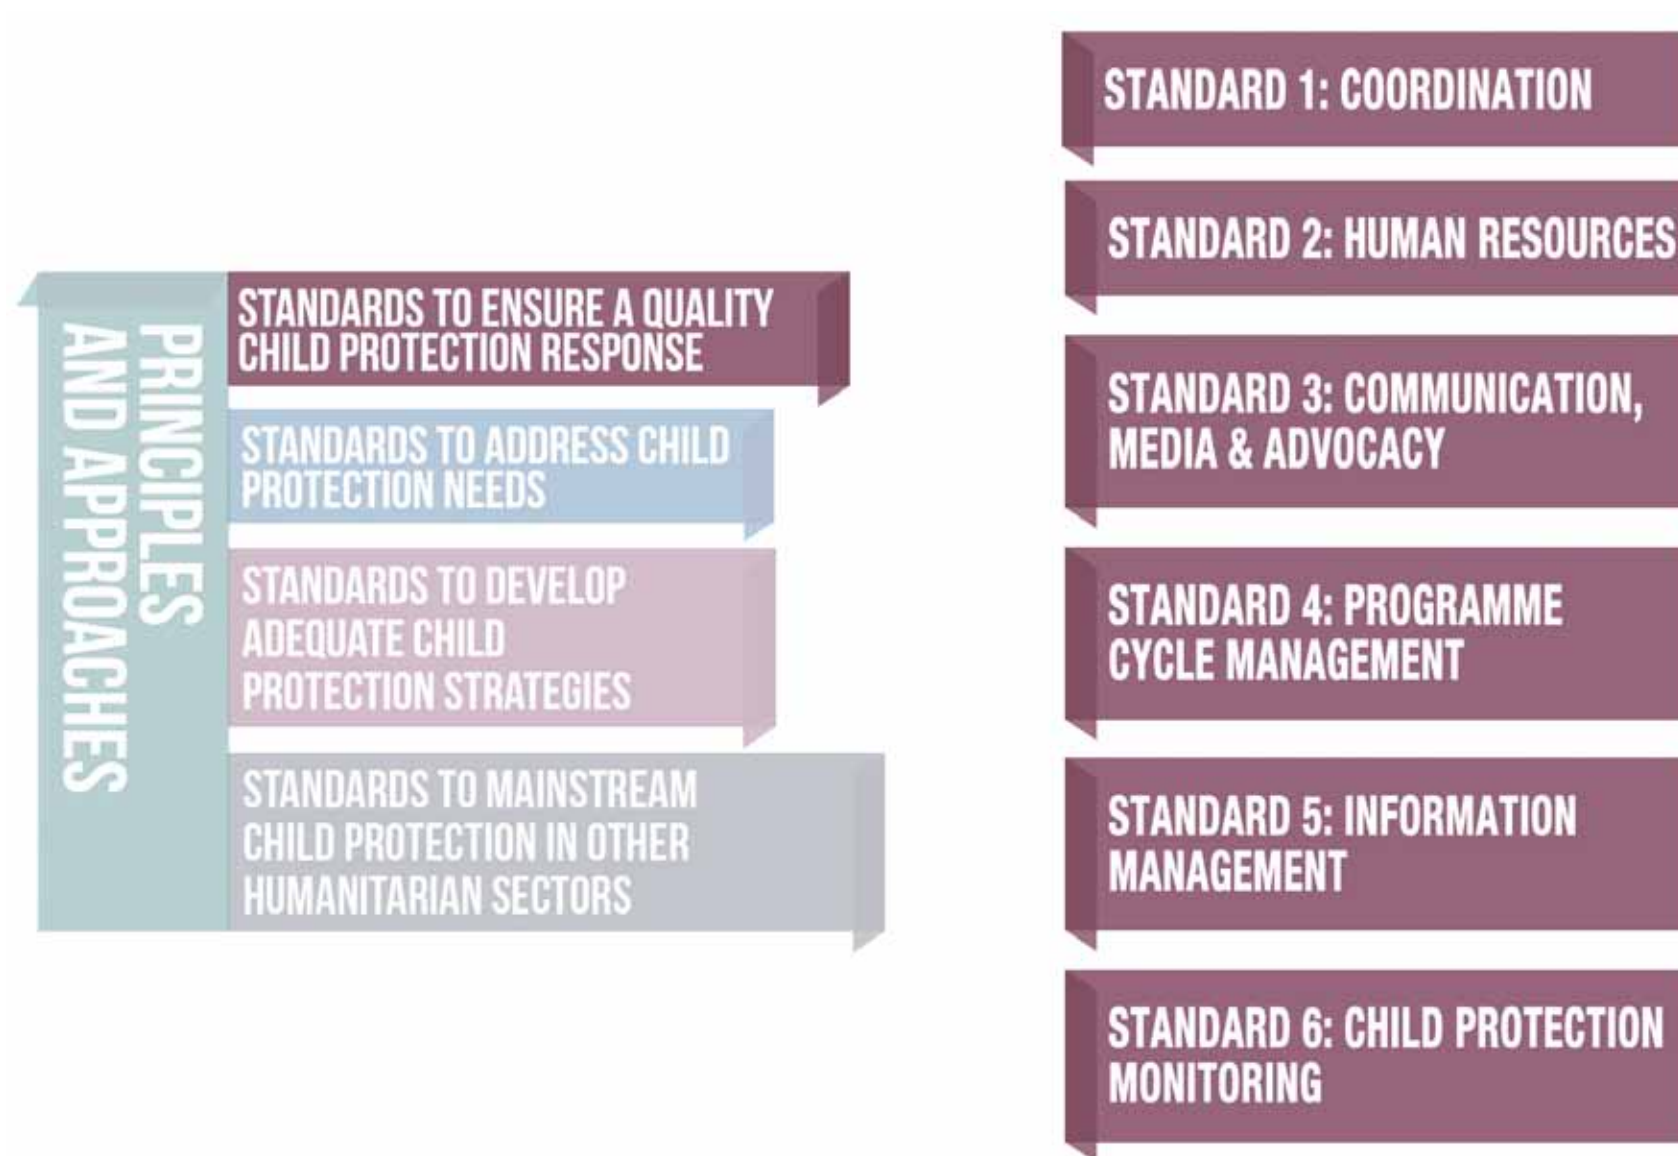 PRINCIPLES
AND APPROACHES
STANDARDS TO ENSURE A QUALITY
CHILD PROTECTION RESPONSE
STANDARDS TO ADDRESS CHILD
PROTECTION NEEDS
STANDARDS TO DEVELOP
ADEQUATE CHILD
PROTECTION STRATEGIES
STANDARDS TO MAINSTREAM
CHILD PROTECTION IN OTHER
HUMANITARIAN SECTORS
STANDARD 1: COORDINATION
STANDARD 2: HUMAN RESOURCES
STANDARD 3: COMMUNICATION,
MEDIA & ADVOCACY
STANDARD 4: PROGRAMME
CYCLE MANAGEMENT
STANDARD 5: INFORMATION
MANAGEMENT
STANDARD 6: CHILD PROTECTION
MONITORING